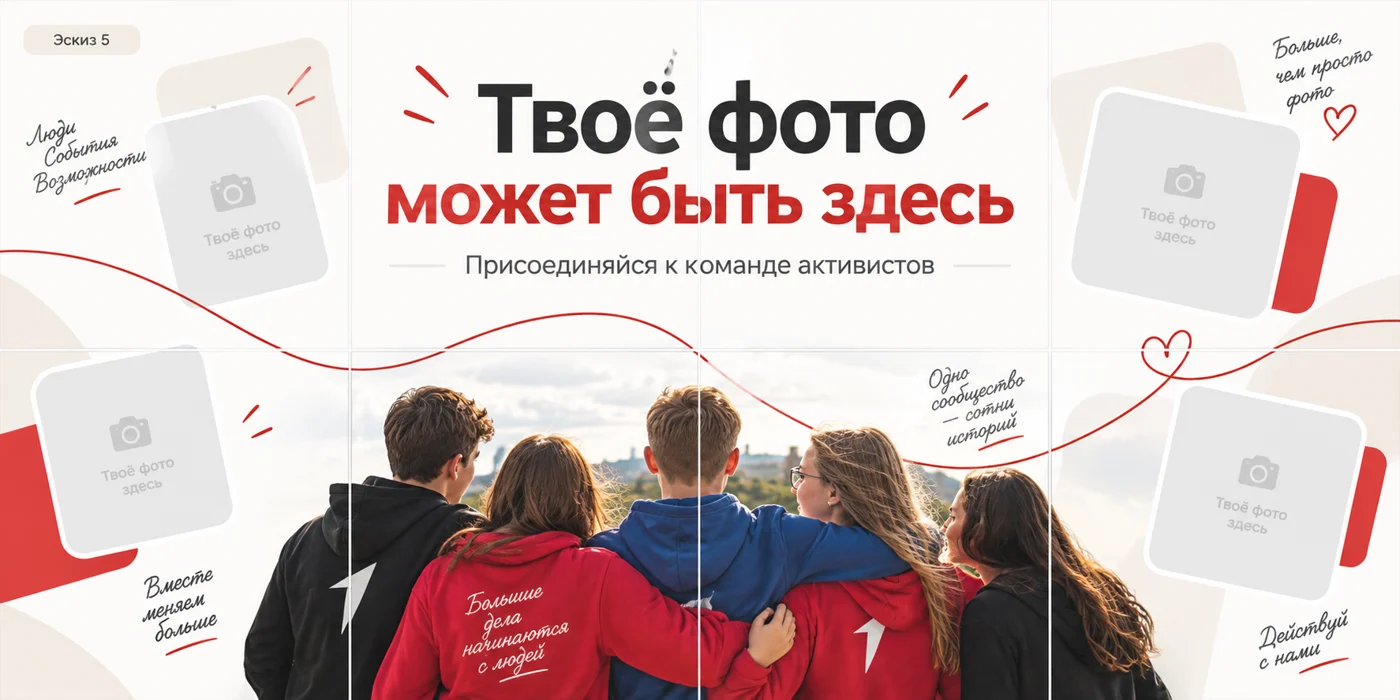 Эскиз 5
Люди
События
Возможности
Твоё фото
здесь
Твоё фото
может быть здесь
Присоединяйся к команде активистов
Больше,
чем просто
фото
Твоё фото
здесь
Твоё фото
здесь
Вместе
меняем
больше
Большие
дела
начинаются
с людей
Одно
сообщество
— сотни
историй
Твоё фото
здесь
Действуй
с нами